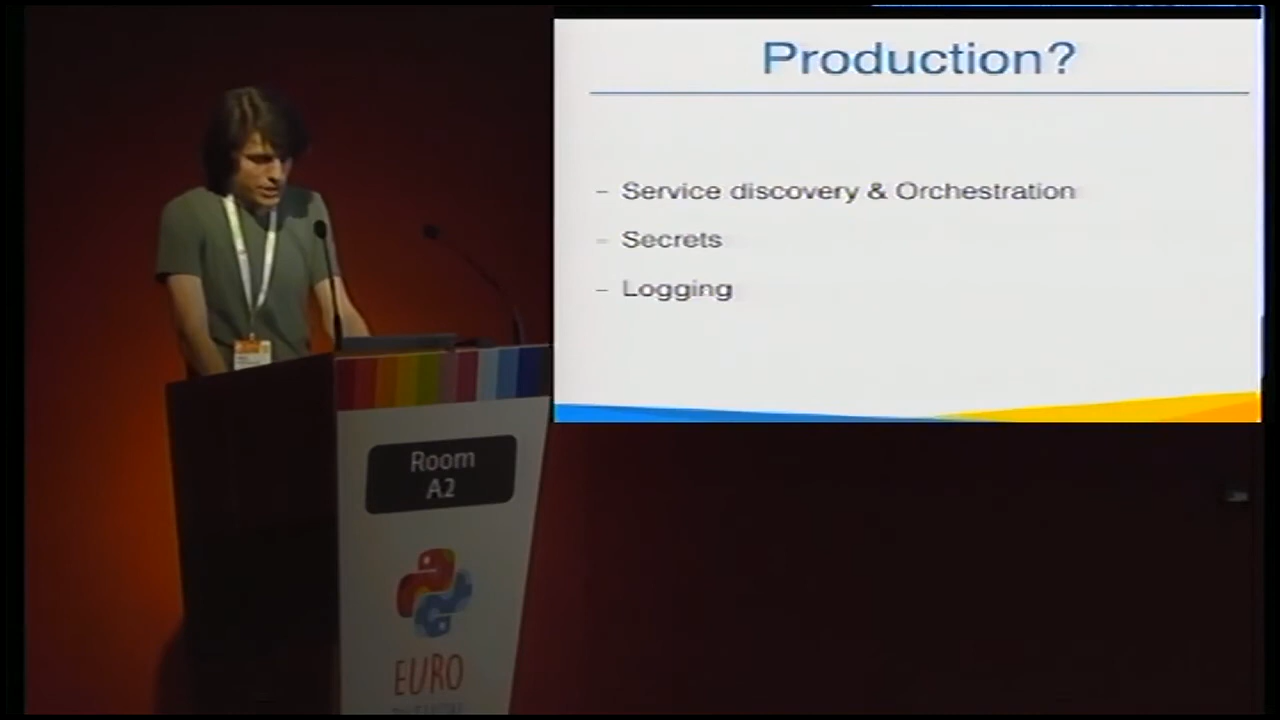 Production?
– Service discovery & Orchestration
– Secrets
– Logging
Room
A2
EURO